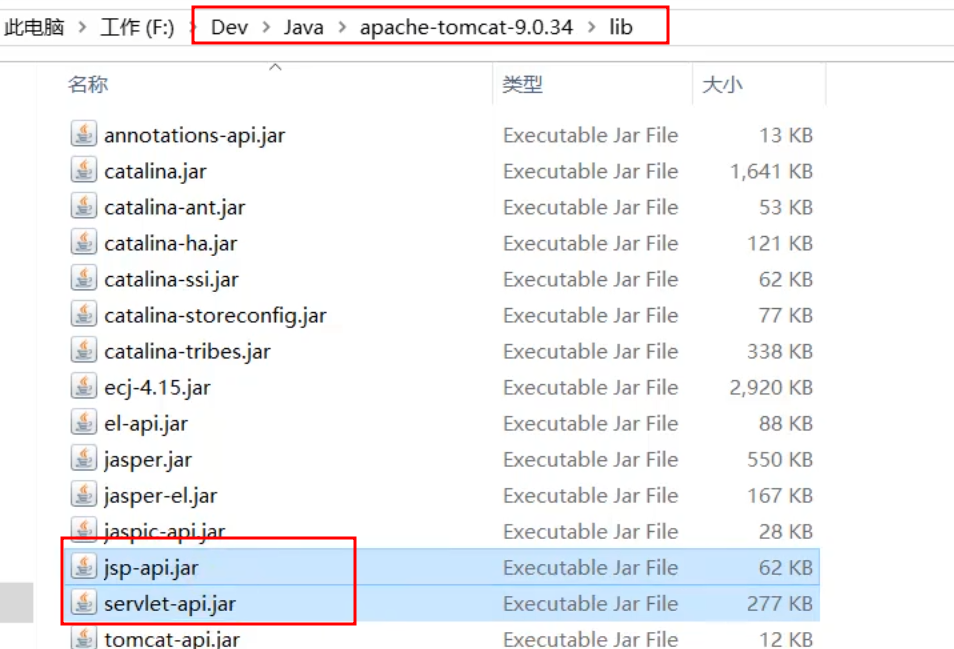 此电脑 > 工作 (F:) > Dev > Java > apache-tomcat-9.0.34 > lib
名称 类型 大小
annotations-api.jar Executable Jar File 13 KB
catalina.jar Executable Jar File 1,641 KB
catalina-ant.jar Executable Jar File 53 KB
catalina-ha.jar Executable Jar File 121 KB
catalina-ssi.jar Executable Jar File 62 KB
catalina-storeconfig.jar Executable Jar File 77 KB
catalina-tribes.jar Executable Jar File 338 KB
ecj-4.15.jar Executable Jar File 2,920 KB
el-api.jar Executable Jar File 88 KB
jasper.jar Executable Jar File 550 KB
jasper-el.jar Executable Jar File 167 KB
jaspic-api.jar Executable Jar File 28 KB
jsp-api.jar Executable Jar File 62 KB
servlet-api.jar Executable Jar File 277 KB
tomcat-api.jar Executable Jar File 12 KB